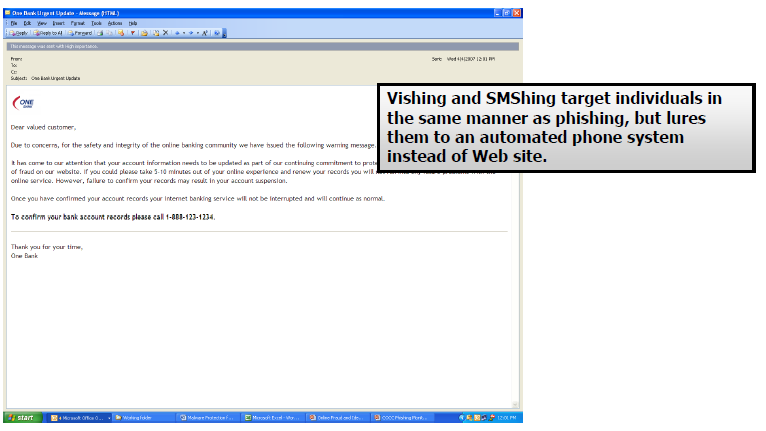 One Bank Urgent Update - Message (HTML)
File Edit View Insert Format Tools Actions Help
Reply Reply to All Forward
This message was sent with High importance.
From: Sent: Wed 4/4/2007 12:01 PM
To:
Cc:
Subject: One Bank Urgent Update
ONE
Dear valued customer,
Due to concerns, for the safety and integrity of the online banking community we have issued the following warning message.
It has come to our attention that your account information needs to be updated as part of our continuing commitment to
of fraud on our website. If you could please take 5-10 minutes out of your online experience and renew your records you will
online service. However, failure to confirm your records may result in your account suspension.
Once you have confirmed your account records your internet banking service will not be interrupted and will continue as normal.
To confirm your bank account records please call 1-888-123-1234.
Thank you for your time,
One Bank
Vishing and SMShing target individuals in
the same manner as phishing, but lures
them to an automated phone system
instead of Web site.
start 4 Microsoft Office O... Working folder Malware Protection F... Microsoft Excel - Wor... Online Fraud and Ide... COCC Phishing Monit... 12:01 PM